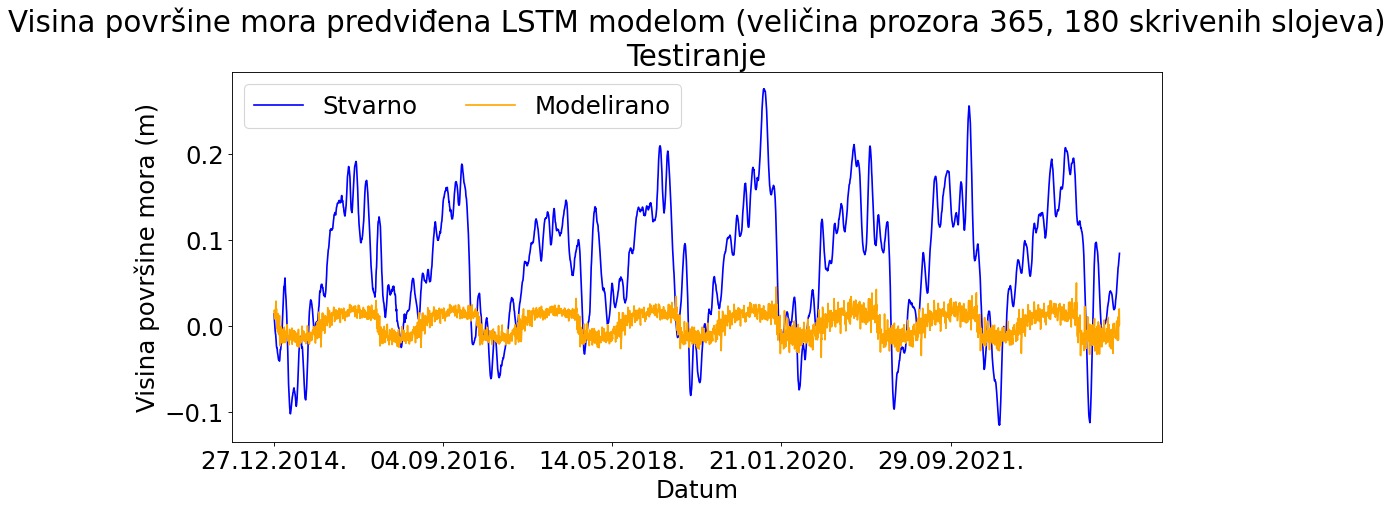 Visina površine mora predviđena LSTM modelom (veličina prozora 365, 180 skrivenih slojeva)
Testiranje
Stvarno
Modelirano
Visina površine mora (m)
0.2
0.1
0.0
−0.1
27.12.2014.
04.09.2016.
14.05.2018.
21.01.2020.
29.09.2021.
Datum